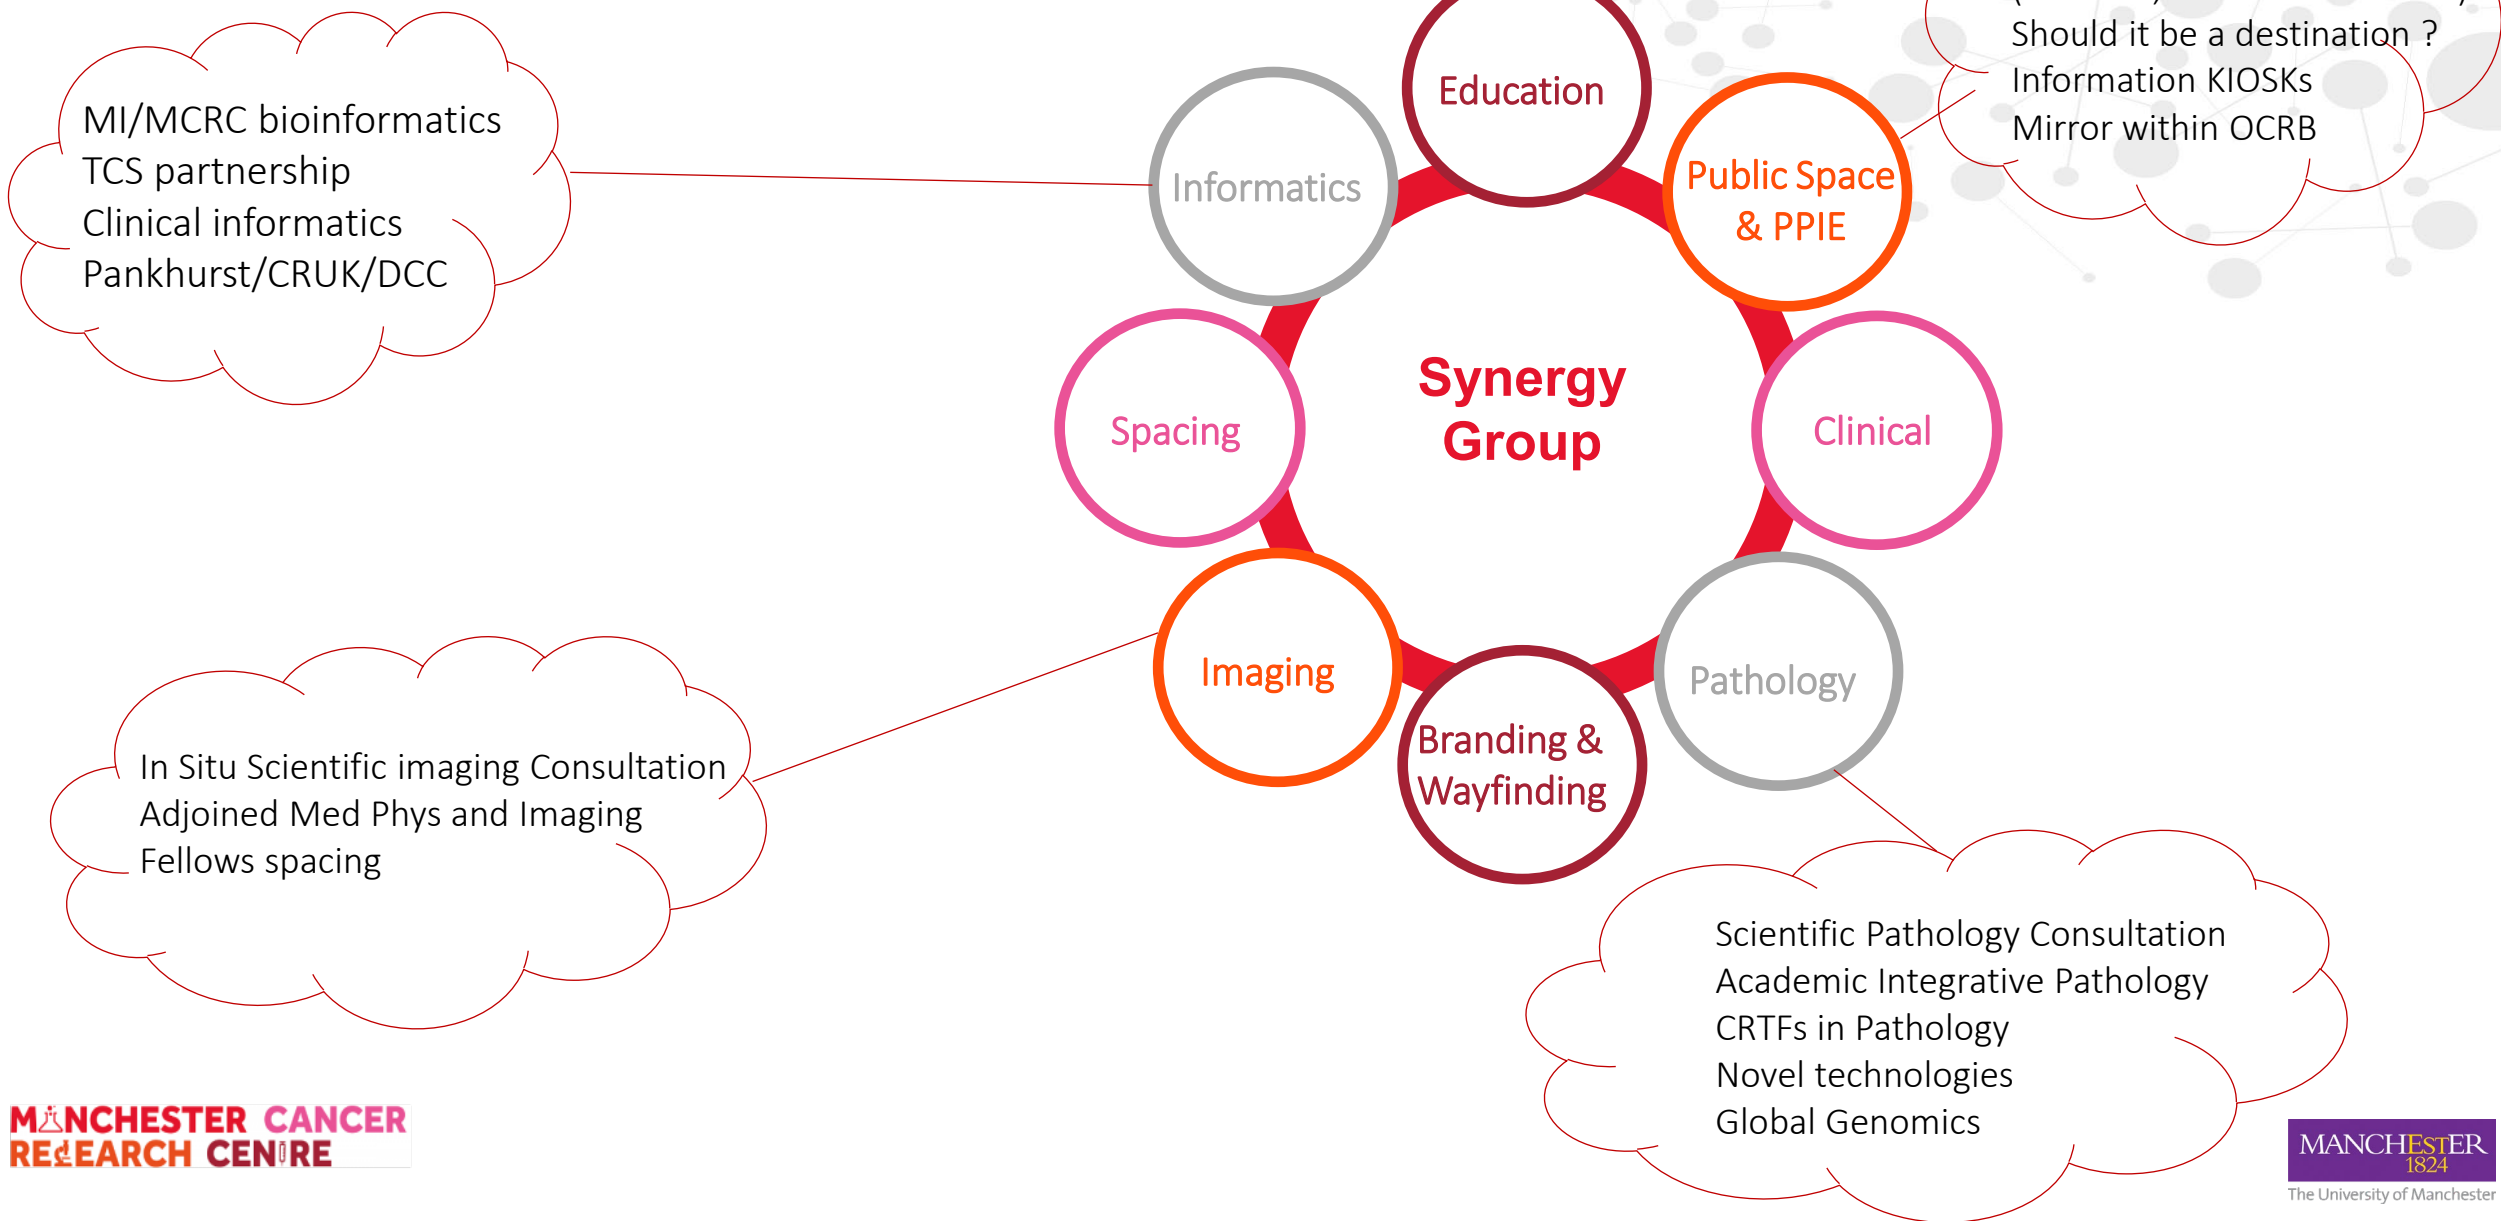 Should it be a destination ?
Information KIOSKs
Mirror within OCRB
MI/MCRC bioinformatics
TCS partnership
Clinical informatics
Pankhurst/CRUK/DCC
Education
Informatics
Public Space
& PPIE
Synergy
Group
Spacing
Clinical
Imaging
Pathology
Branding &
Wayfinding
In Situ Scientific imaging Consultation
Adjoined Med Phys and Imaging
Fellows spacing
Scientific Pathology Consultation
Academic Integrative Pathology
CRTFs in Pathology
Novel technologies
Global Genomics
MANCHESTER CANCER
RESEARCH CENTRE
MANCHEStER
1824
The University of Manchester